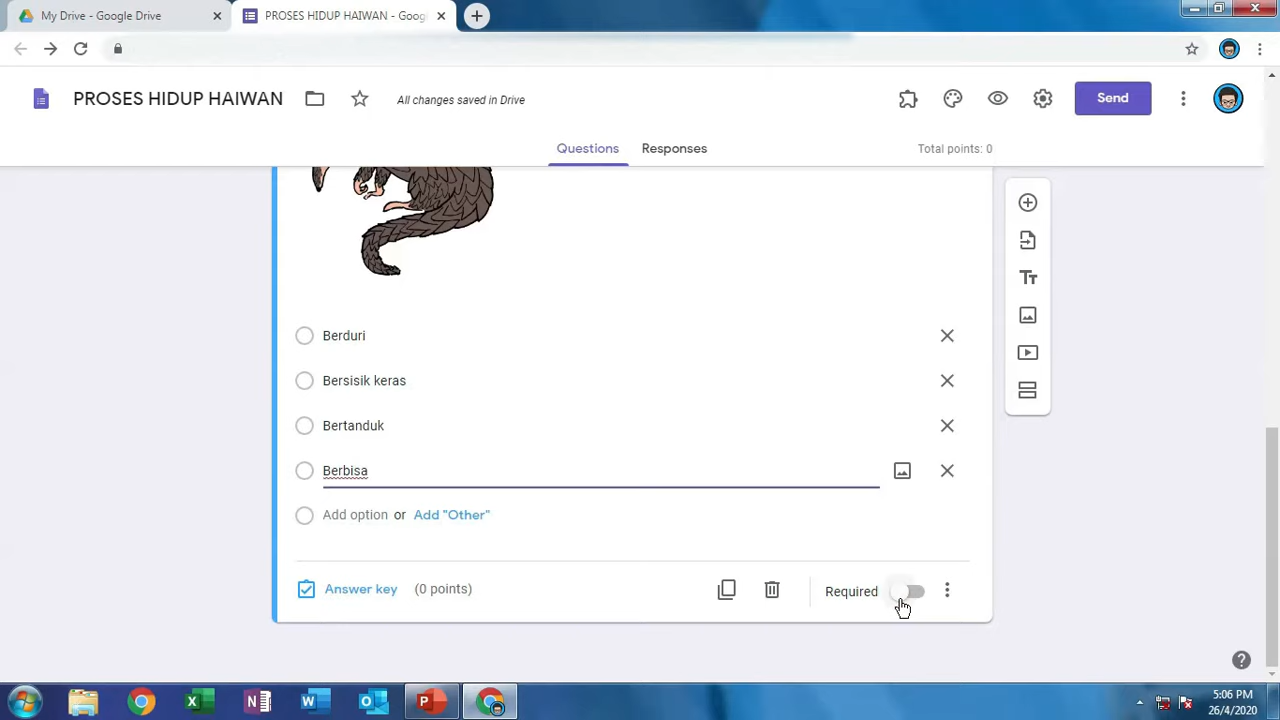 My Drive - Google Drive
PROSES HIDUP HAIWAN - Goog
PROSES HIDUP HAIWAN
All changes saved in Drive
Send
Questions
Responses
Total points: 0
Tт
Berduri
Bersisik keras
Bertanduk
Berbisa
Add option or Add "Other"
Answer key (0 points)
Required
5:06 PM
26/4/2020